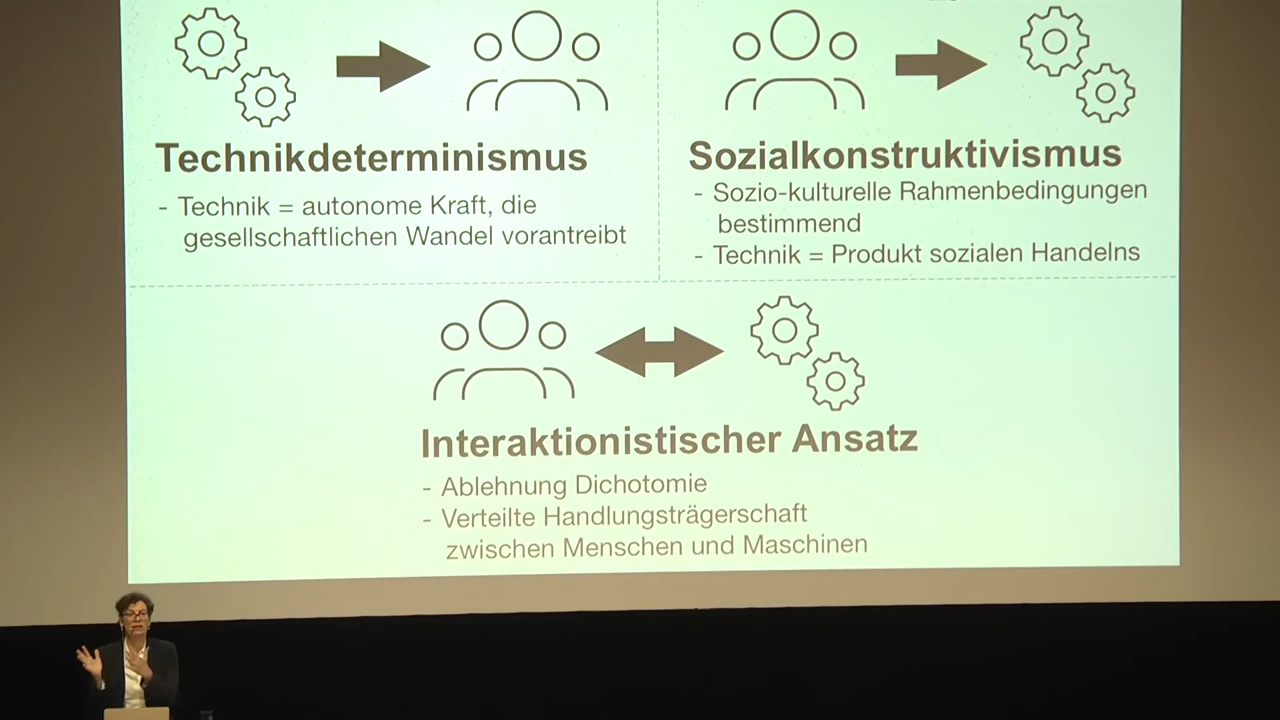 Technikdeterminismus
- Technik = autonome Kraft, die
gesellschaftlichen Wandel vorantreibt
Sozialkonstruktivismus
- Sozio-kulturelle Rahmenbedingungen
bestimmend
- Technik = Produkt sozialen Handelns
Interaktionistischer Ansatz
- Ablehnung Dichotomie
- Verteilte Handlungsträgerschaft
zwischen Menschen und Maschinen